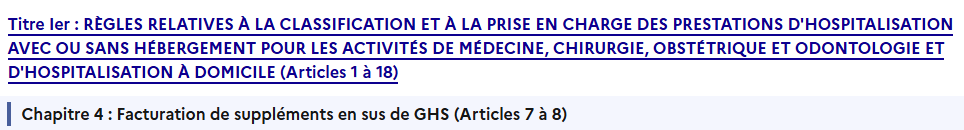 Titre Ier : RÈGLES RELATIVES À LA CLASSIFICATION ET À LA PRISE EN CHARGE DES PRESTATIONS D'HOSPITALISATION
AVEC OU SANS HÉBERGEMENT POUR LES ACTIVITÉS DE MÉDECINE, CHIRURGIE, OBSTÉTRIQUE ET ODONTOLOGIE ET
D'HOSPITALISATION À DOMICILE (Articles 1 à 18)
Chapitre 4 : Facturation de suppléments en sus de GHS (Articles 7 à 8)